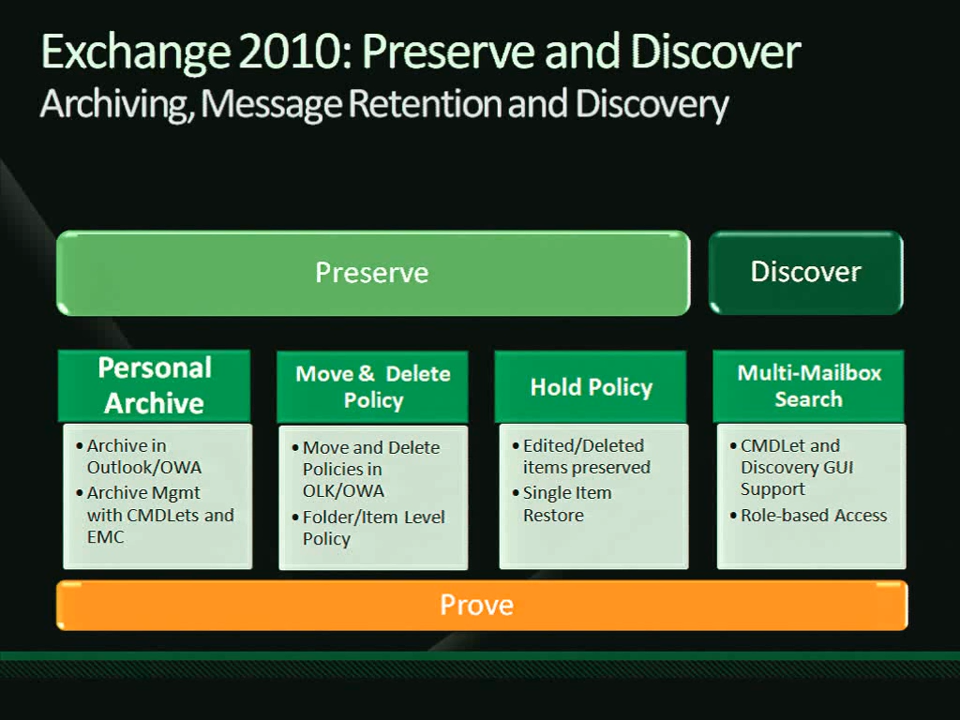 Exchange 2010: Preserve and Discover
Archiving, Message Retention and Discovery
Preserve
Discover
Personal
Archive
• Archive in
Outlook/OWA
• Archive Mgmt
with CMDLets and
EMC
Move & Delete
Policy
• Move and Delete
Policies in
OLK/OWA
• Folder/Item Level
Policy
Hold Policy
• Edited/Deleted
items preserved
• Single Item
Restore
Multi-Mailbox
Search
• CMDLet and
Discovery GUI
Support
• Role-based Access
Prove